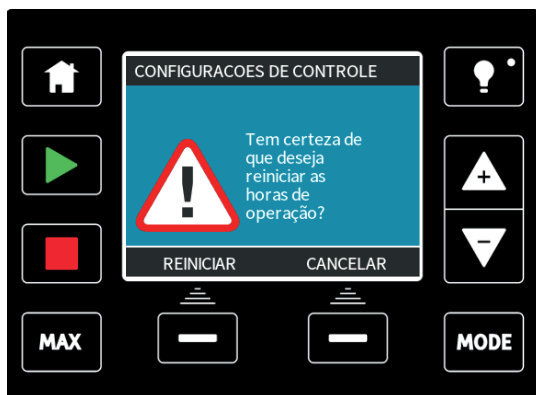 CONFIGURACOES DE CONTROLE
Tem certeza de
que deseja
reiniciar as
horas de
operação?
REINICIAR CANCELAR
MAX
MODE